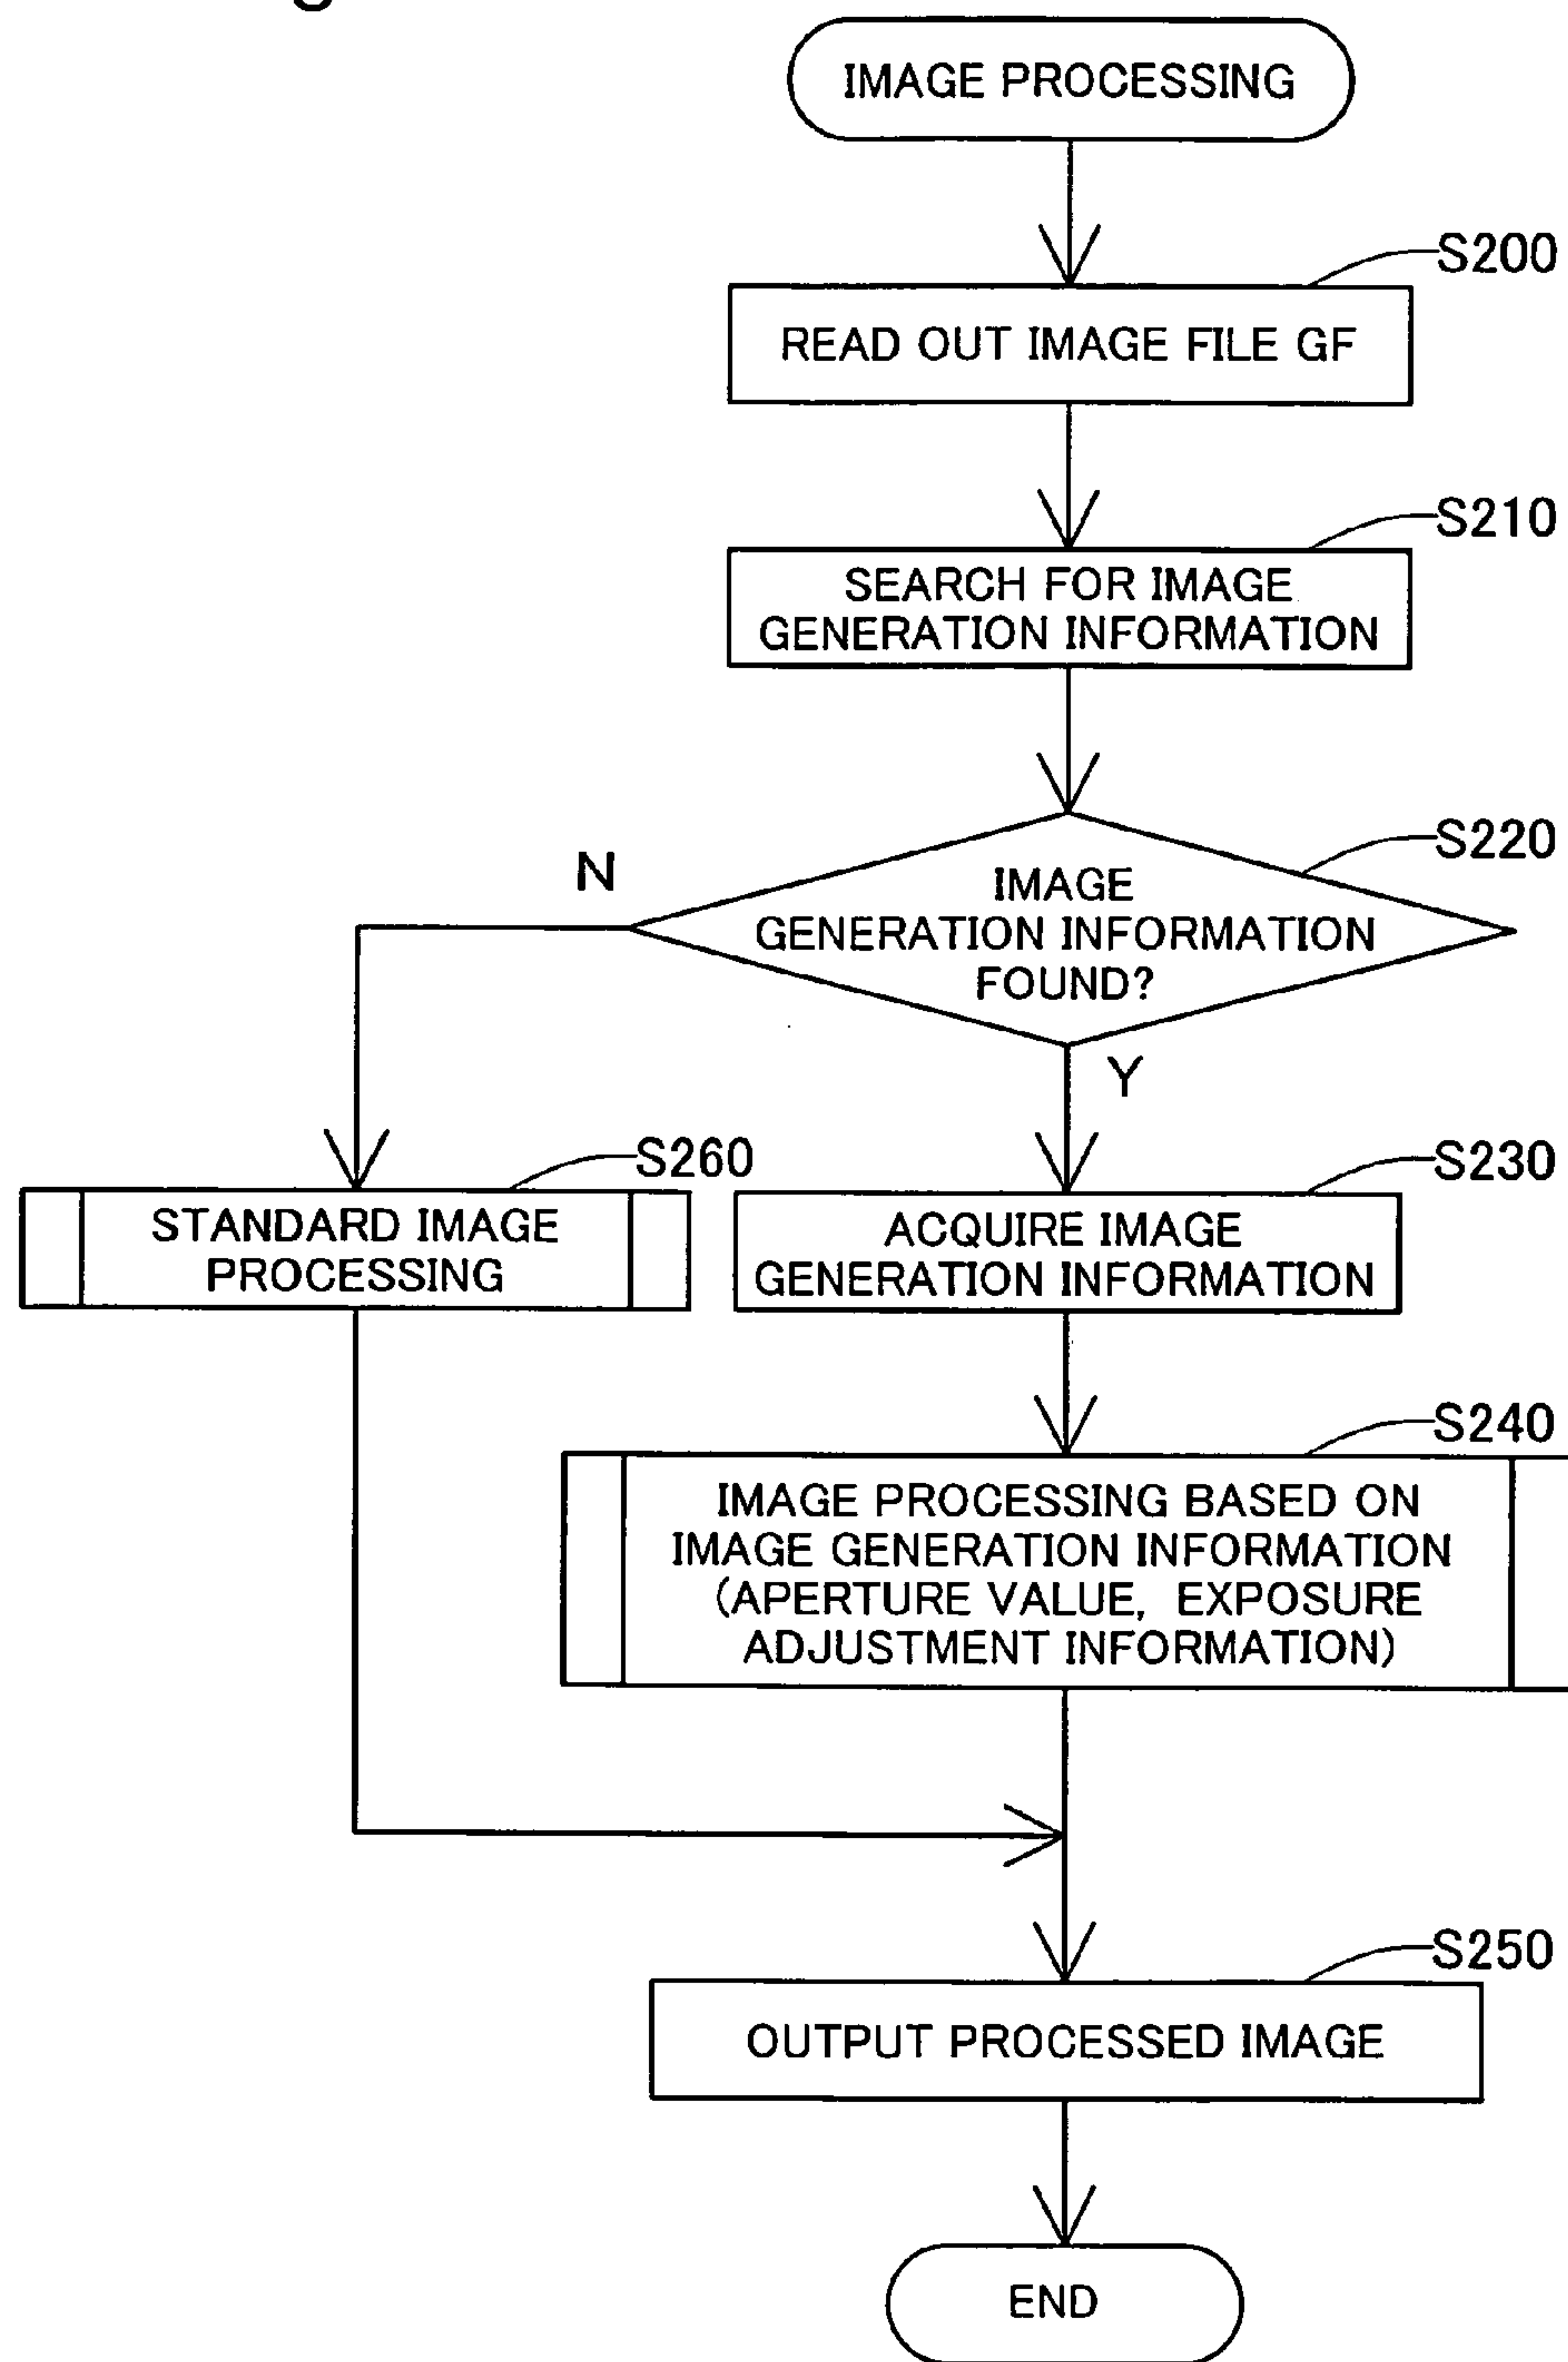 IMAGE PROCESSING
S200
READ OUT IMAGE FILE GF
S210
SEARCH FOR IMAGE
GENERATION INFORMATION
S220
N
IMAGE
GENERATION INFORMATION
FOUND?
Y
S260
STANDARD IMAGE
PROCESSING
S230
ACQUIRE IMAGE
GENERATION INFORMATION
S240
IMAGE PROCESSING BASED ON
IMAGE GENERATION INFORMATION
(APERTURE VALUE, EXPOSURE
ADJUSTMENT INFORMATION)
S250
OUTPUT PROCESSED IMAGE
END